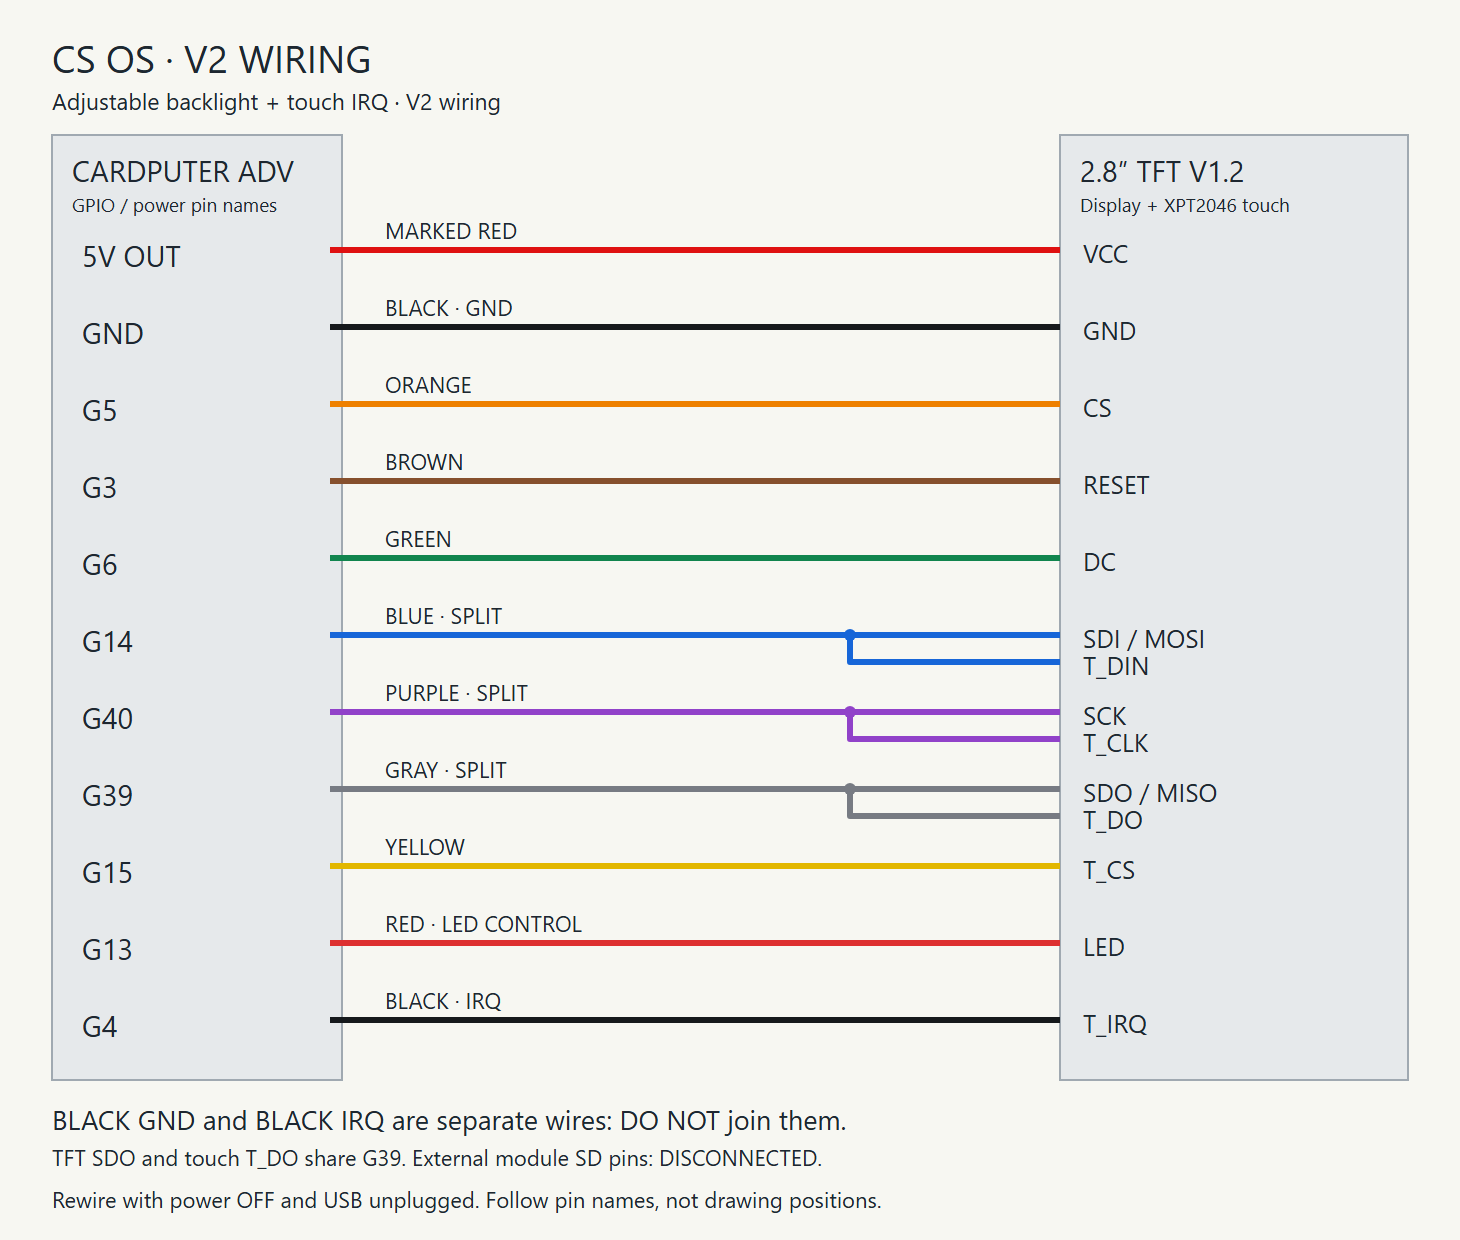 CS OS · V2 WIRING
Adjustable backlight + touch IRQ · V2 wiring
CARDPUTER ADV
GPIO / power pin names
2.8″ TFT V1.2
Display + XPT2046 touch
5V OUT
MARKED RED
VCC
GND
BLACK · GND
GND
G5
ORANGE
CS
G3
BROWN
RESET
G6
GREEN
DC
G14
BLUE · SPLIT
SDI / MOSI
T_DIN
G40
PURPLE · SPLIT
SCK
T_CLK
G39
GRAY · SPLIT
SDO / MISO
T_DO
G15
YELLOW
T_CS
G13
RED · LED CONTROL
LED
G4
BLACK · IRQ
T_IRQ
BLACK GND and BLACK IRQ are separate wires: DO NOT join them.
TFT SDO and touch T_DO share G39. External module SD pins: DISCONNECTED.
Rewire with power OFF and USB unplugged. Follow pin names, not drawing positions.